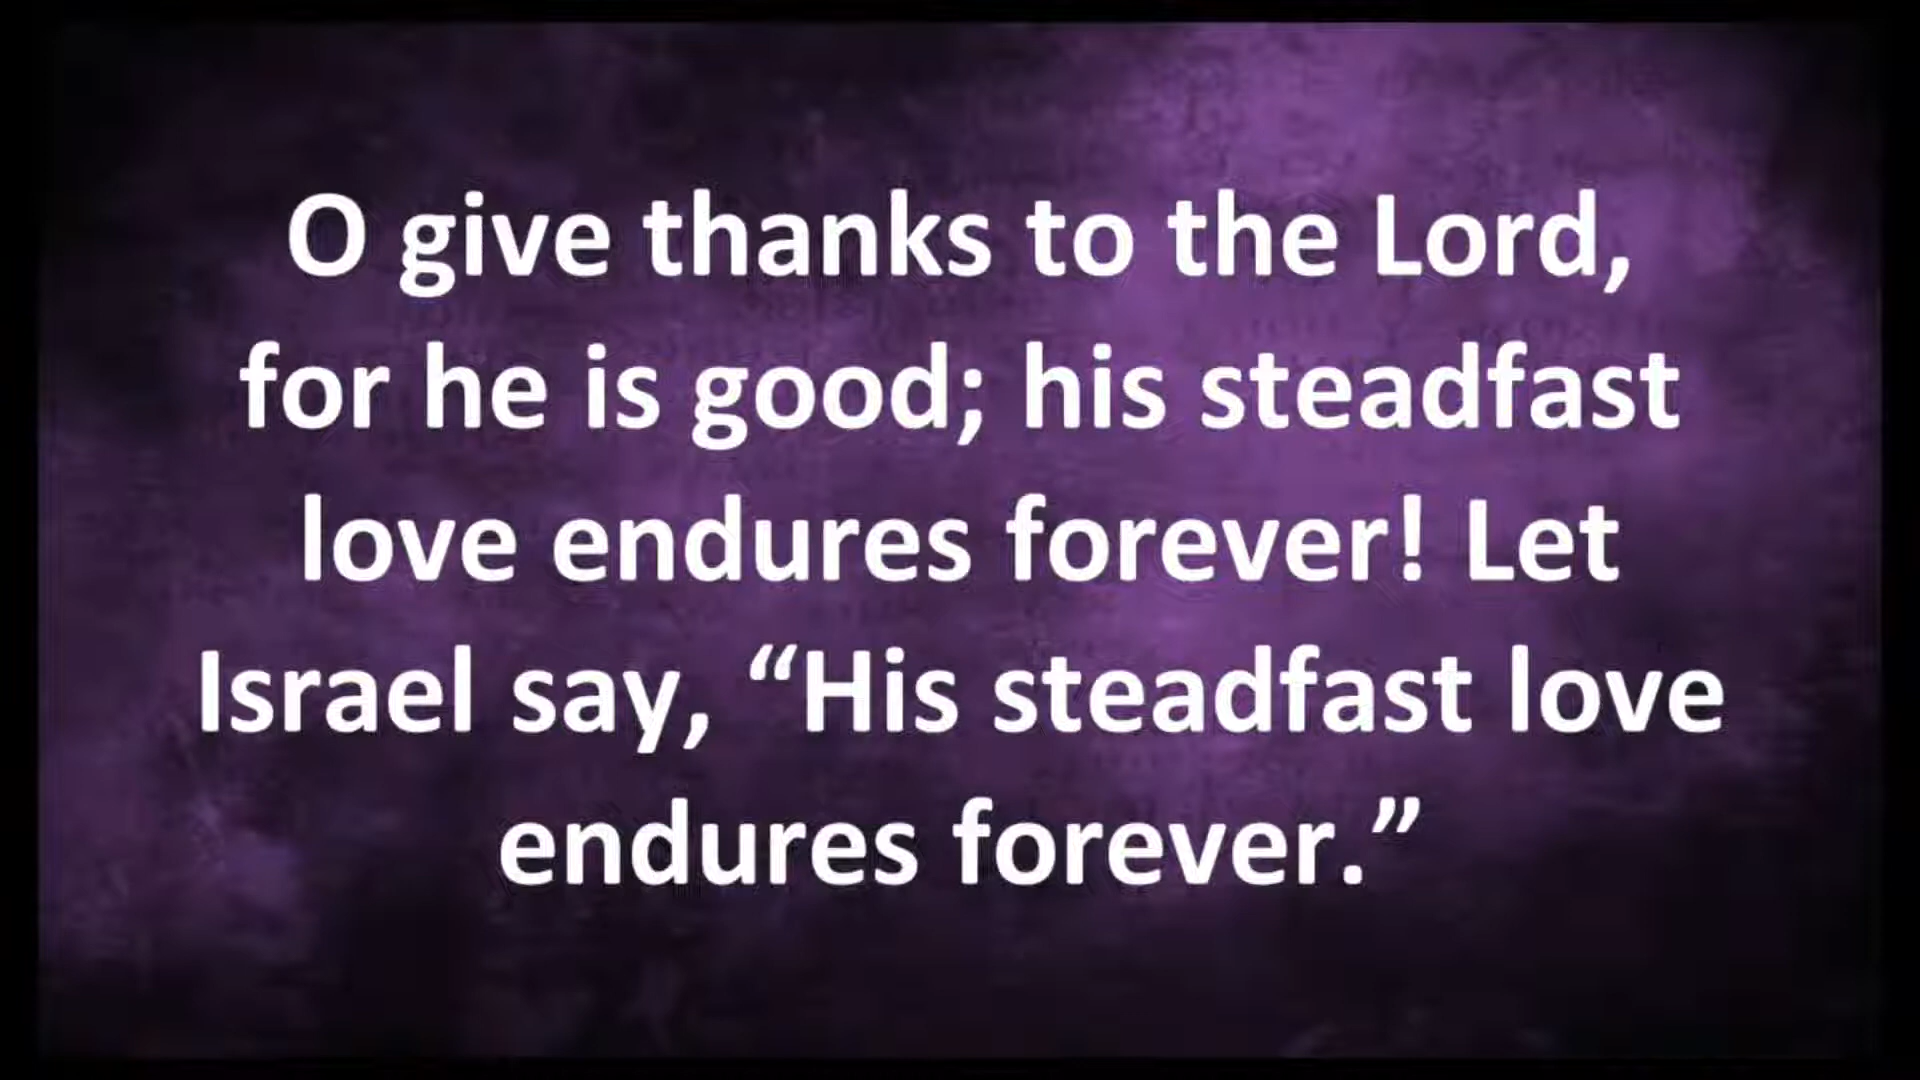 O give thanks to the Lord,
for he is good; his steadfast
love endures forever! Let
Israel say, “His steadfast love
endures forever.”